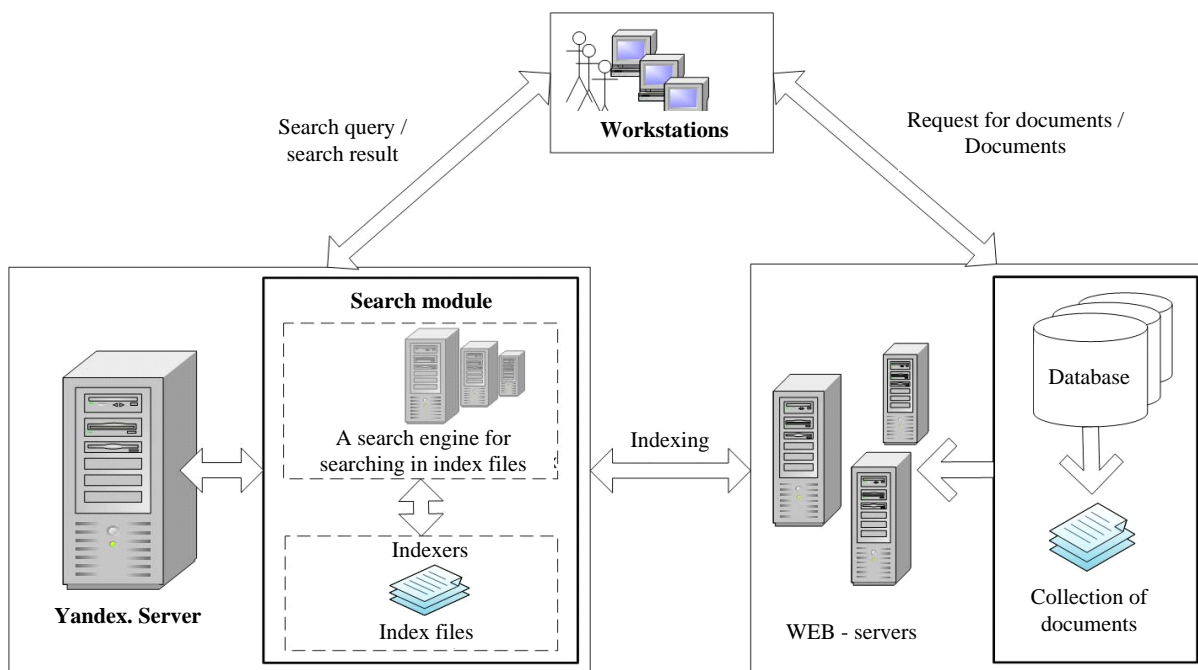 Workstations
Search query /
search result
Request for documents /
Documents
Search module
A search engine for
searching in index files
Indexers
Index files
Yandex. Server
Indexing
WEB - servers
Database
Collection of
documents